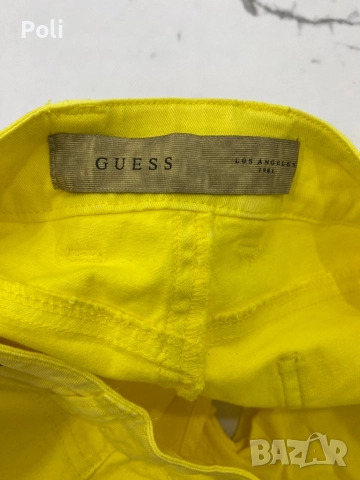 Poli
GUESS
LOS ANGELES
1981
BAZAR
bg